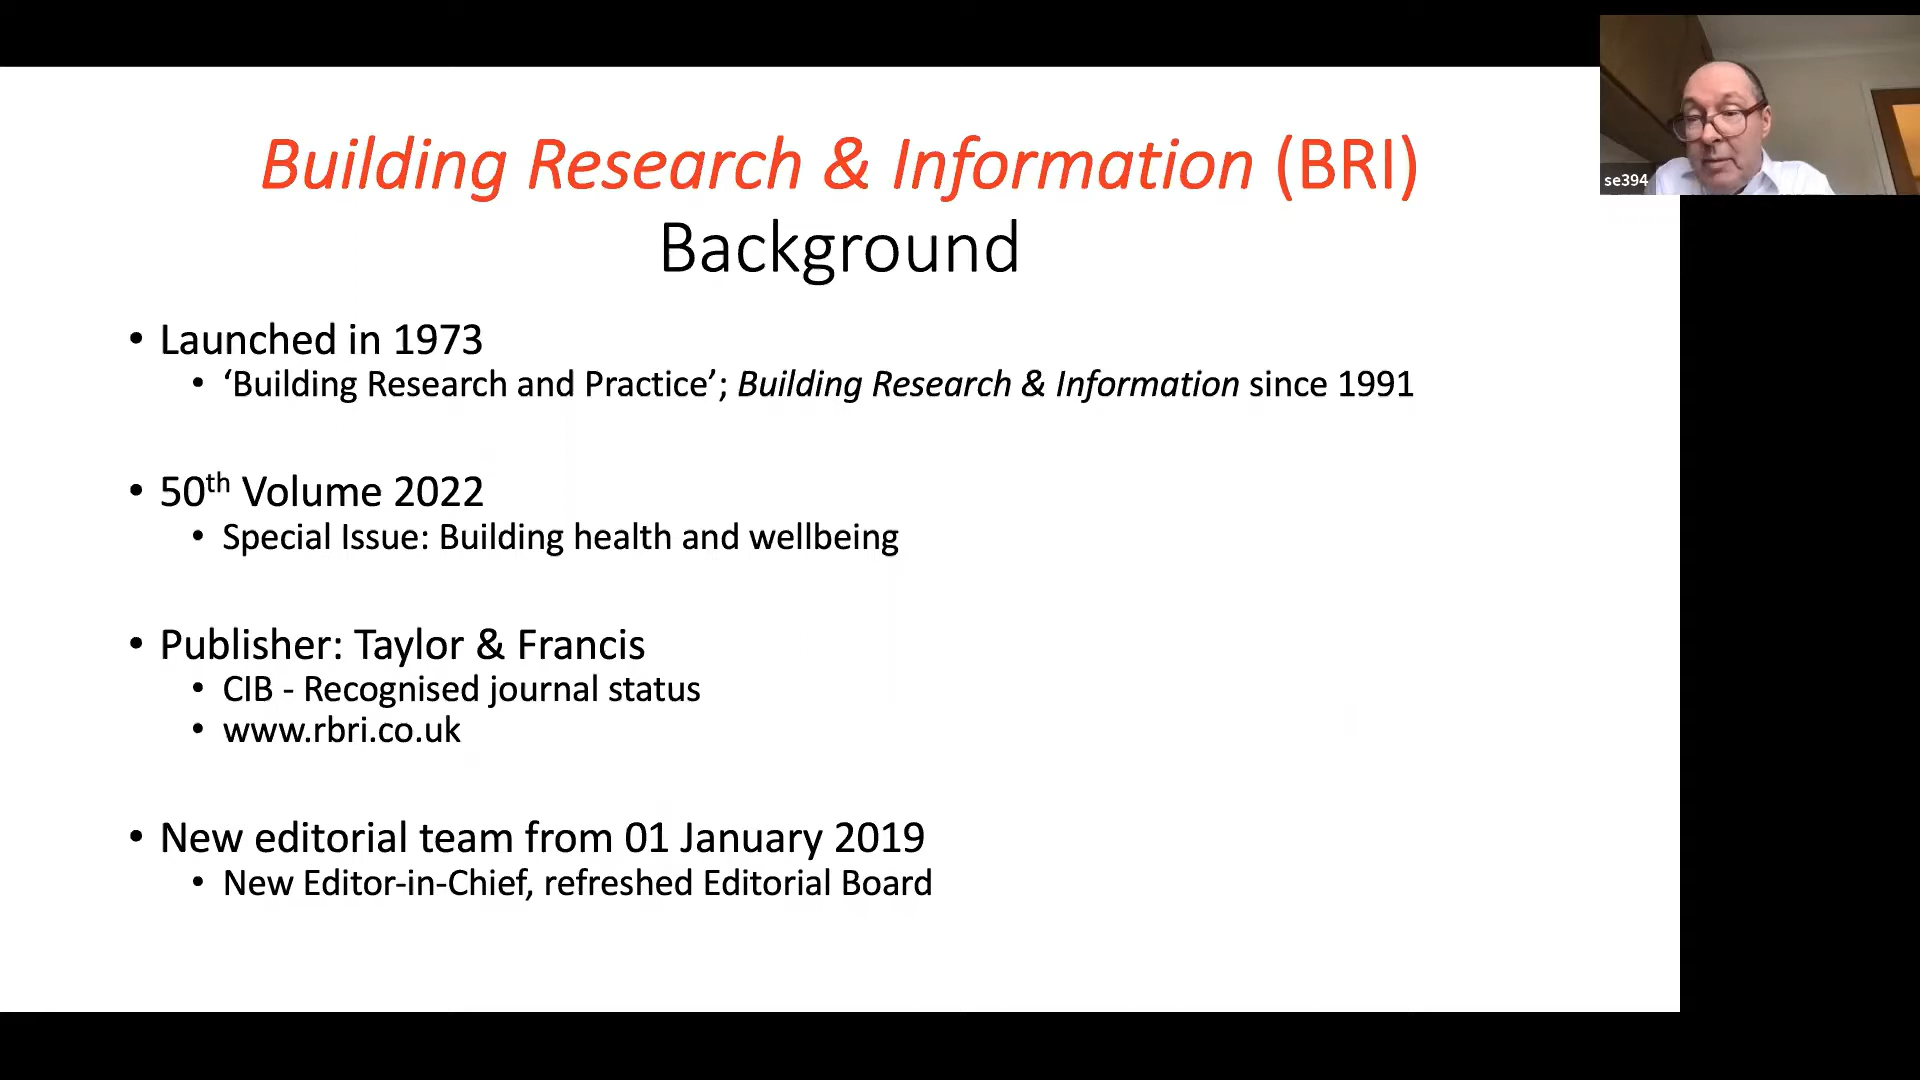 Building Research & Information (BRI)
Background
• Launched in 1973
• ‘Building Research and Practice’; Building Research & Information since 1991
• 50th Volume 2022
• Special Issue: Building health and wellbeing
• Publisher: Taylor & Francis
• CIB - Recognised journal status
• www.rbri.co.uk
• New editorial team from 01 January 2019
• New Editor-in-Chief, refreshed Editorial Board
se394